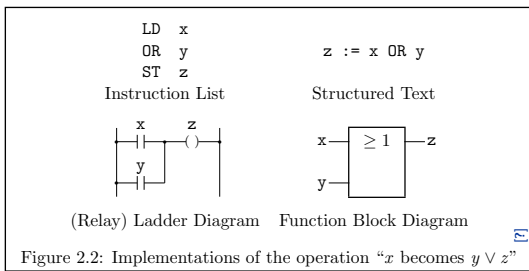 LD x
OR y
ST z
Instruction List
z := x OR y
Structured Text
x z
y
(Relay) Ladder Diagram
x ≥ 1 z
y
Function Block Diagram
[?]
Figure 2.2: Implementations of the operation “x becomes y ∨ z”